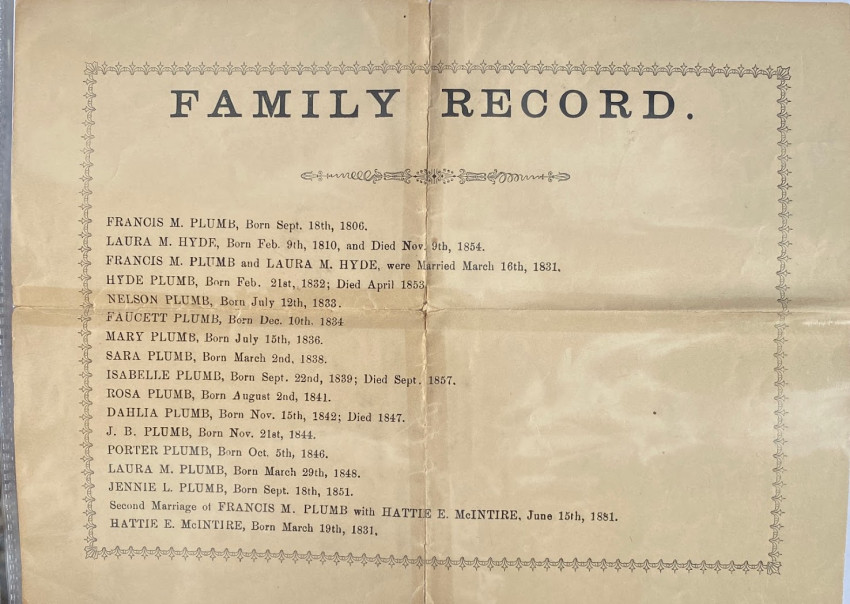 FAMILY RECORD.
FRANCIS M. PLUMB, Born Sept. 18th, 1806.
LAURA M. HYDE, Born Feb. 9th, 1810, and Died Nov. 9th, 1854.
FRANCIS M. PLUMB and LAURA M. HYDE, were Married March 16th, 1831.
HYDE PLUMB, Born Feb. 21st, 1832; Died April 1853
NELSON PLUMB, Born July 12th, 1833.
FAUCETT PLUMB, Born Dec. 10th. 1834
MARY PLUMB, Born July 15th, 1836.
SARA PLUMB, Born March 2nd, 1838.
ISABELLE PLUMB, Born Sept. 22nd, 1839; Died Sept. 1857.
ROSA PLUMB, Born August 2nd, 1841.
DAHLIA PLUMB, Born Nov. 15th, 1842; Died 1847.
J. B. PLUMB, Born Nov. 21st, 1844.
PORTER PLUMB, Born Oct. 5th, 1846.
LAURA M. PLUMB, Born March 29th, 1848.
JENNIE L. PLUMB, Born Sept. 18th, 1851.
Second Marriage of FRANCIS M. PLUMB with HATTIE E. McINTIRE, June 15th, 1881.
HATTIE E. McINTIRE, Born March 19th, 1831.